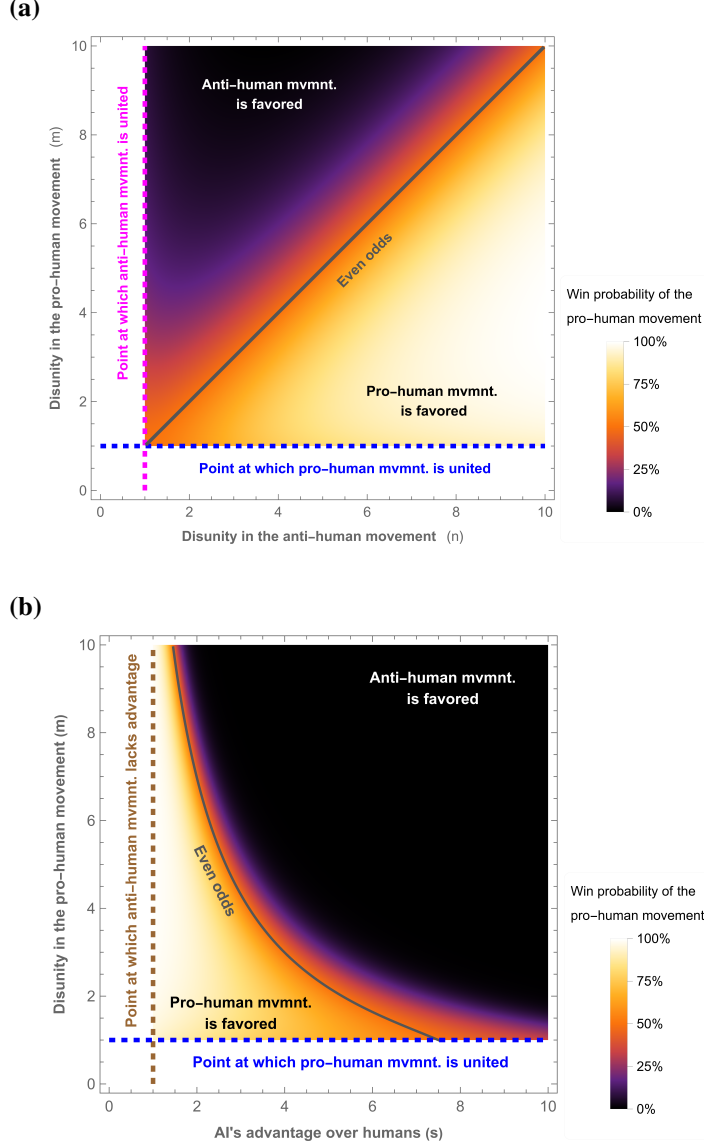 (a)
10
8
6
4
2
0
Disunity in the pro−human movement (m)
Point at which anti−human mvmnt. is united
Anti−human mvmnt.
is favored
Even odds
Pro−human mvmnt.
is favored
Point at which pro−human mvmnt. is united
0 2 4 6 8 10
Disunity in the anti−human movement (n)
Win probability of the
pro−human movement
100%
75%
50%
25%
0%
(b)
10
8
6
4
2
0
Disunity in the pro−human movement (m)
Point at which anti−human mvmnt. lacks advantage
Anti−human mvmnt.
is favored
Even odds
Pro−human mvmnt.
is favored
Point at which pro−human mvmnt. is united
0 2 4 6 8 10
AI's advantage over humans (s)
Win probability of the
pro−human movement
100%
75%
50%
25%
0%